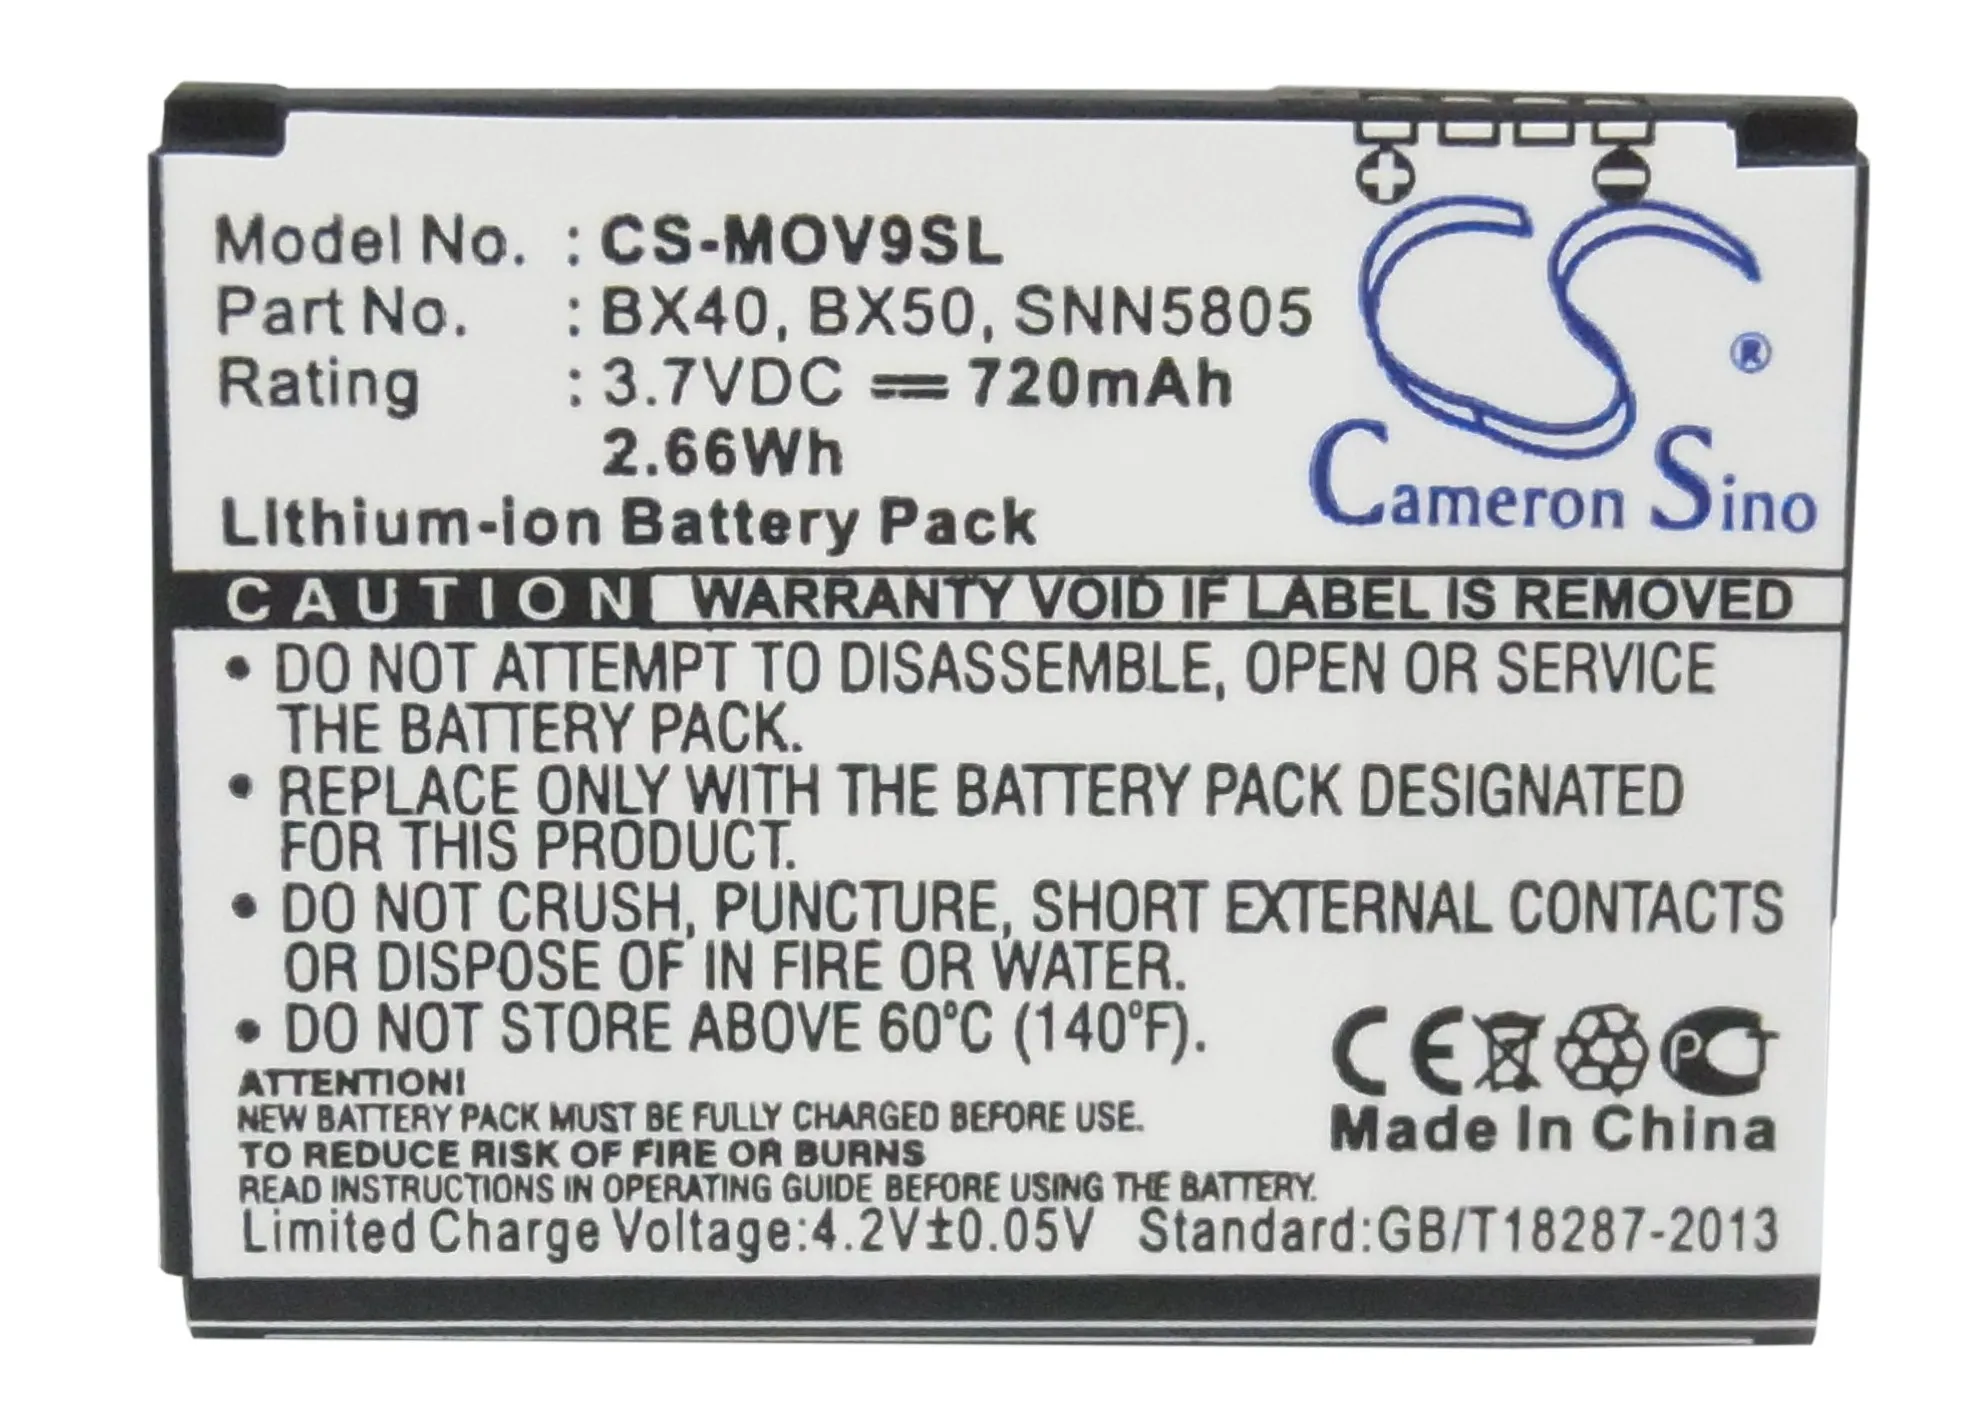 Model No. : CS-MOV9SL
Part No. : BX40, BX50, SNN5805
Rating : 3.7VDC ⎓ 720mAh
2.66Wh
Lithium-ion Battery Pack
CS ®
Cameron Sino
CAUTION WARRANTY VOID IF LABEL IS REMOVED
• DO NOT ATTEMPT TO DISASSEMBLE, OPEN OR SERVICE
THE BATTERY PACK.
• REPLACE ONLY WITH THE BATTERY PACK DESIGNATED
FOR THIS PRODUCT.
• DO NOT CRUSH, PUNCTURE, SHORT EXTERNAL CONTACTS
OR DISPOSE OF IN FIRE OR WATER.
• DO NOT STORE ABOVE 60°C (140°F).
CE PCT
Made In China
ATTENTION!
NEW BATTERY PACK MUST BE FULLY CHARGED BEFORE USE.
TO REDUCE RISK OF FIRE OR BURNS
READ INSTRUCTIONS IN OPERATING GUIDE BEFORE USING THE BATTERY.
Limited Charge Voltage:4.2V±0.05V Standard:GB/T18287-2013